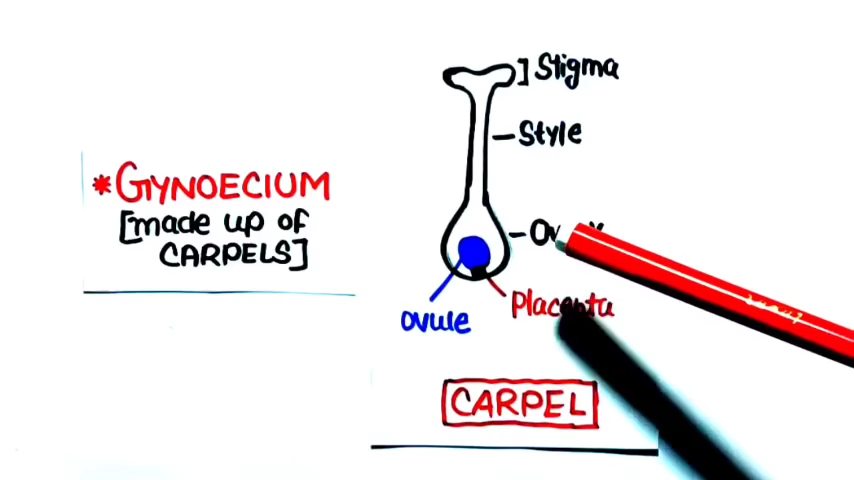 *GYNOECIUM
[made up of
CARPELS]
]Stigma
-Style
ovule
Placenta
CARPEL